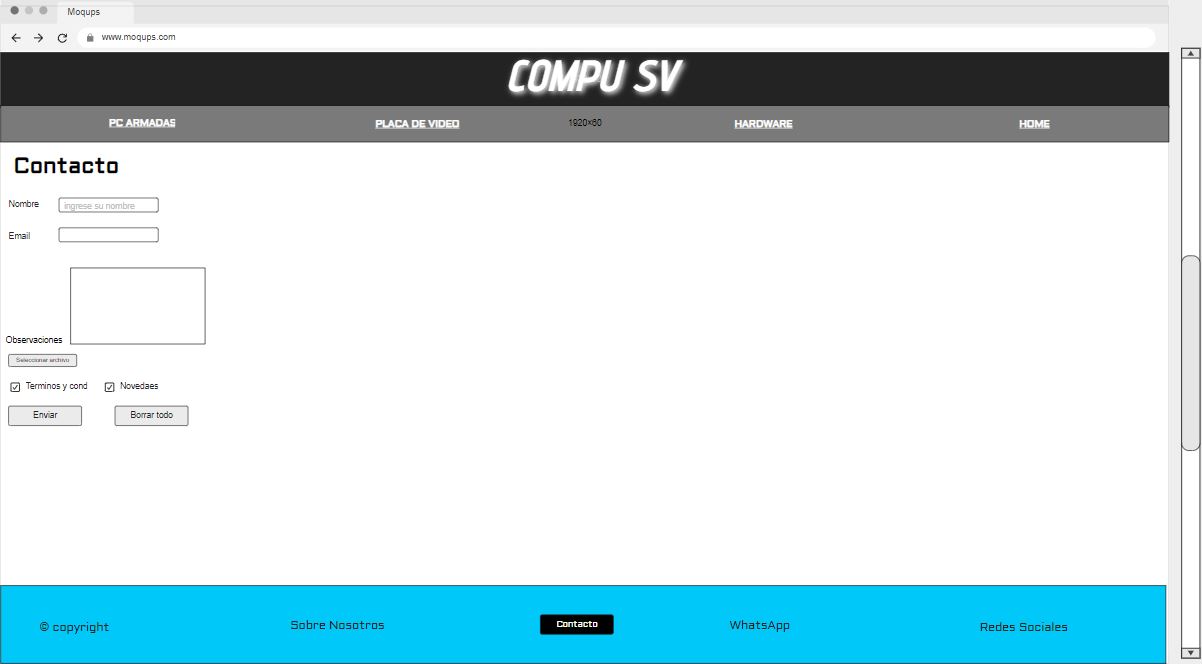 Moqups
www.moqups.com
COMPU SV
PC ARMADAS
PLACA DE VIDEO
1920×60
HARDWARE
HOME
Contacto
Nombre
ingrese su nombre
Email
Observaciones
Seleccionar archivo
Terminos y cond
Novedaes
Enviar
Borrar todo
© copyright
Sobre Nosotros
Contacto
WhatsApp
Redes Sociales